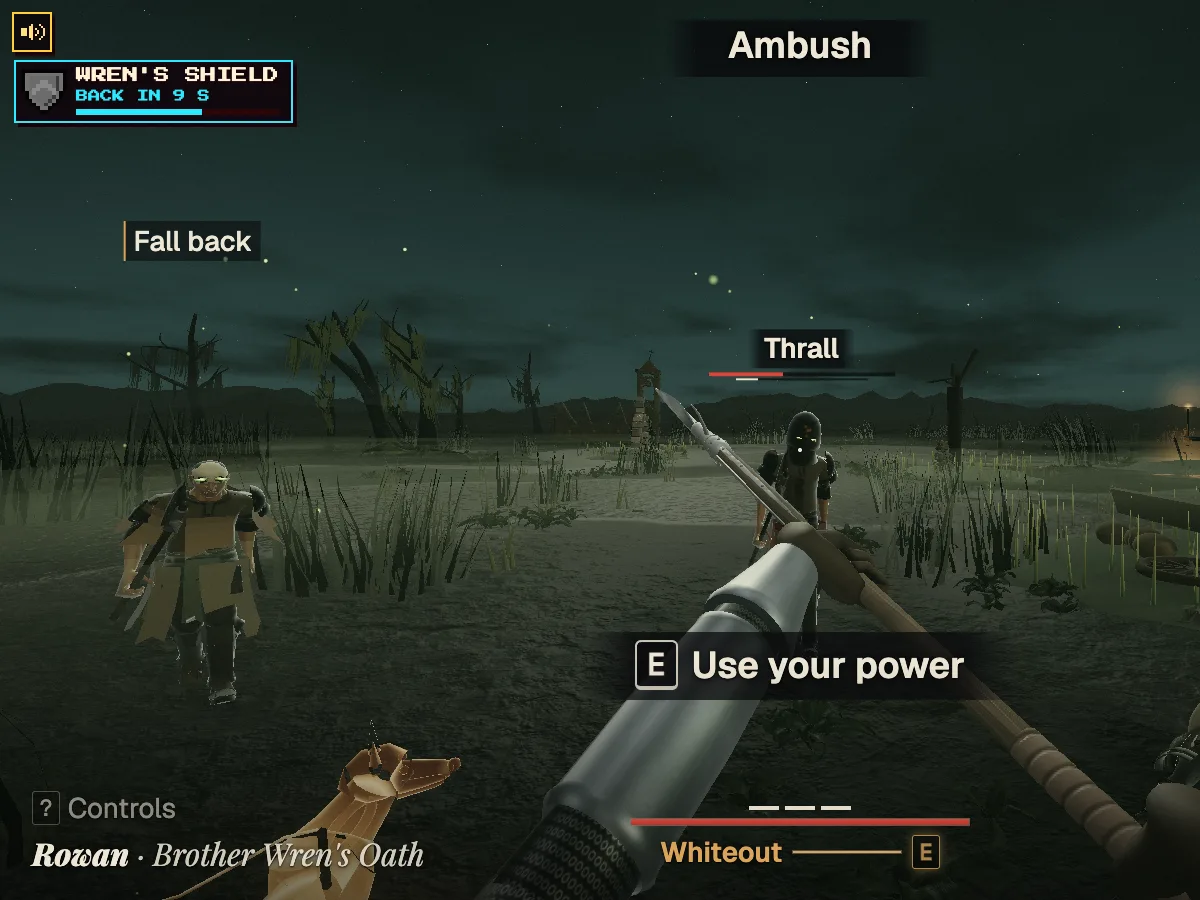 Ambush
WREN'S SHIELD
BACK IN 9 S
Fall back
Thrall
E Use your power
? Controls
Rowan · Brother Wren's Oath
Whiteout E